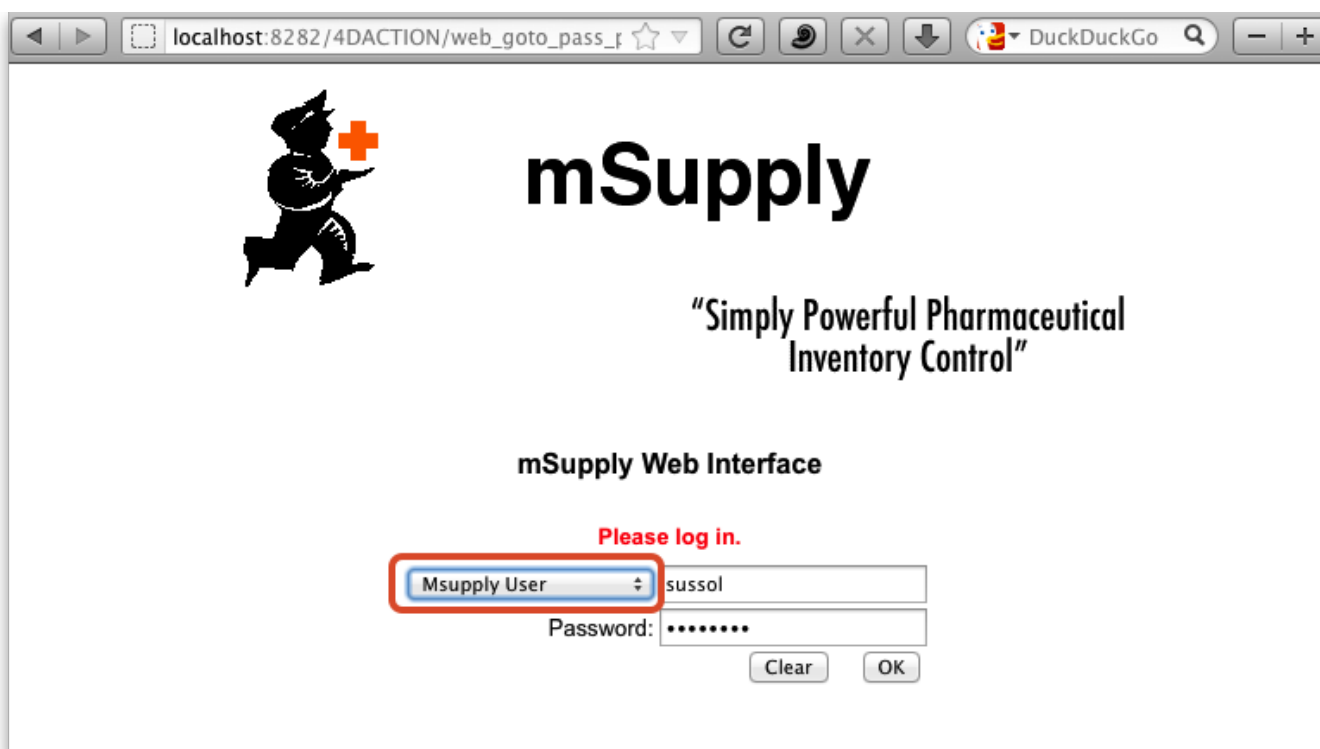 localhost:8282/4DACTION/web_goto_pass_p
DuckDuckGo
mSupply
“Simply Powerful Pharmaceutical
Inventory Control”
mSupply Web Interface
Please log in.
Msupply User sussol
Password: ••••••••
Clear OK